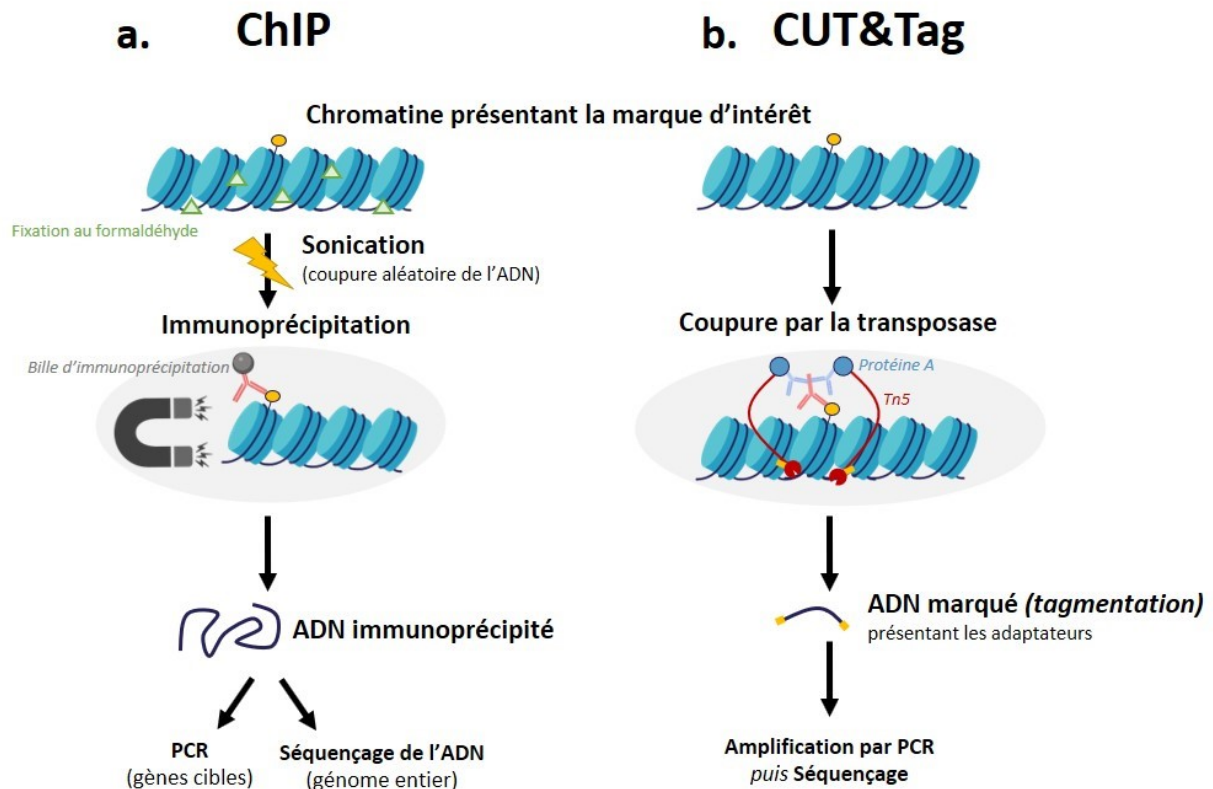 a. ChIP
b. CUT&Tag
Chromatine présentant la marque d’intérêt
Fixation au formaldéhyde
Sonication
(coupure aléatoire de l’ADN)
Immunoprécipitation
Bille d’immunoprécipitation
ADN immunoprécipité
PCR
(gènes cibles)
Séquençage de l’ADN
(génome entier)
Coupure par la transposase
Protéine A
Tn5
ADN marqué (tagmentation)
présentant les adaptateurs
Amplification par PCR
puis Séquençage